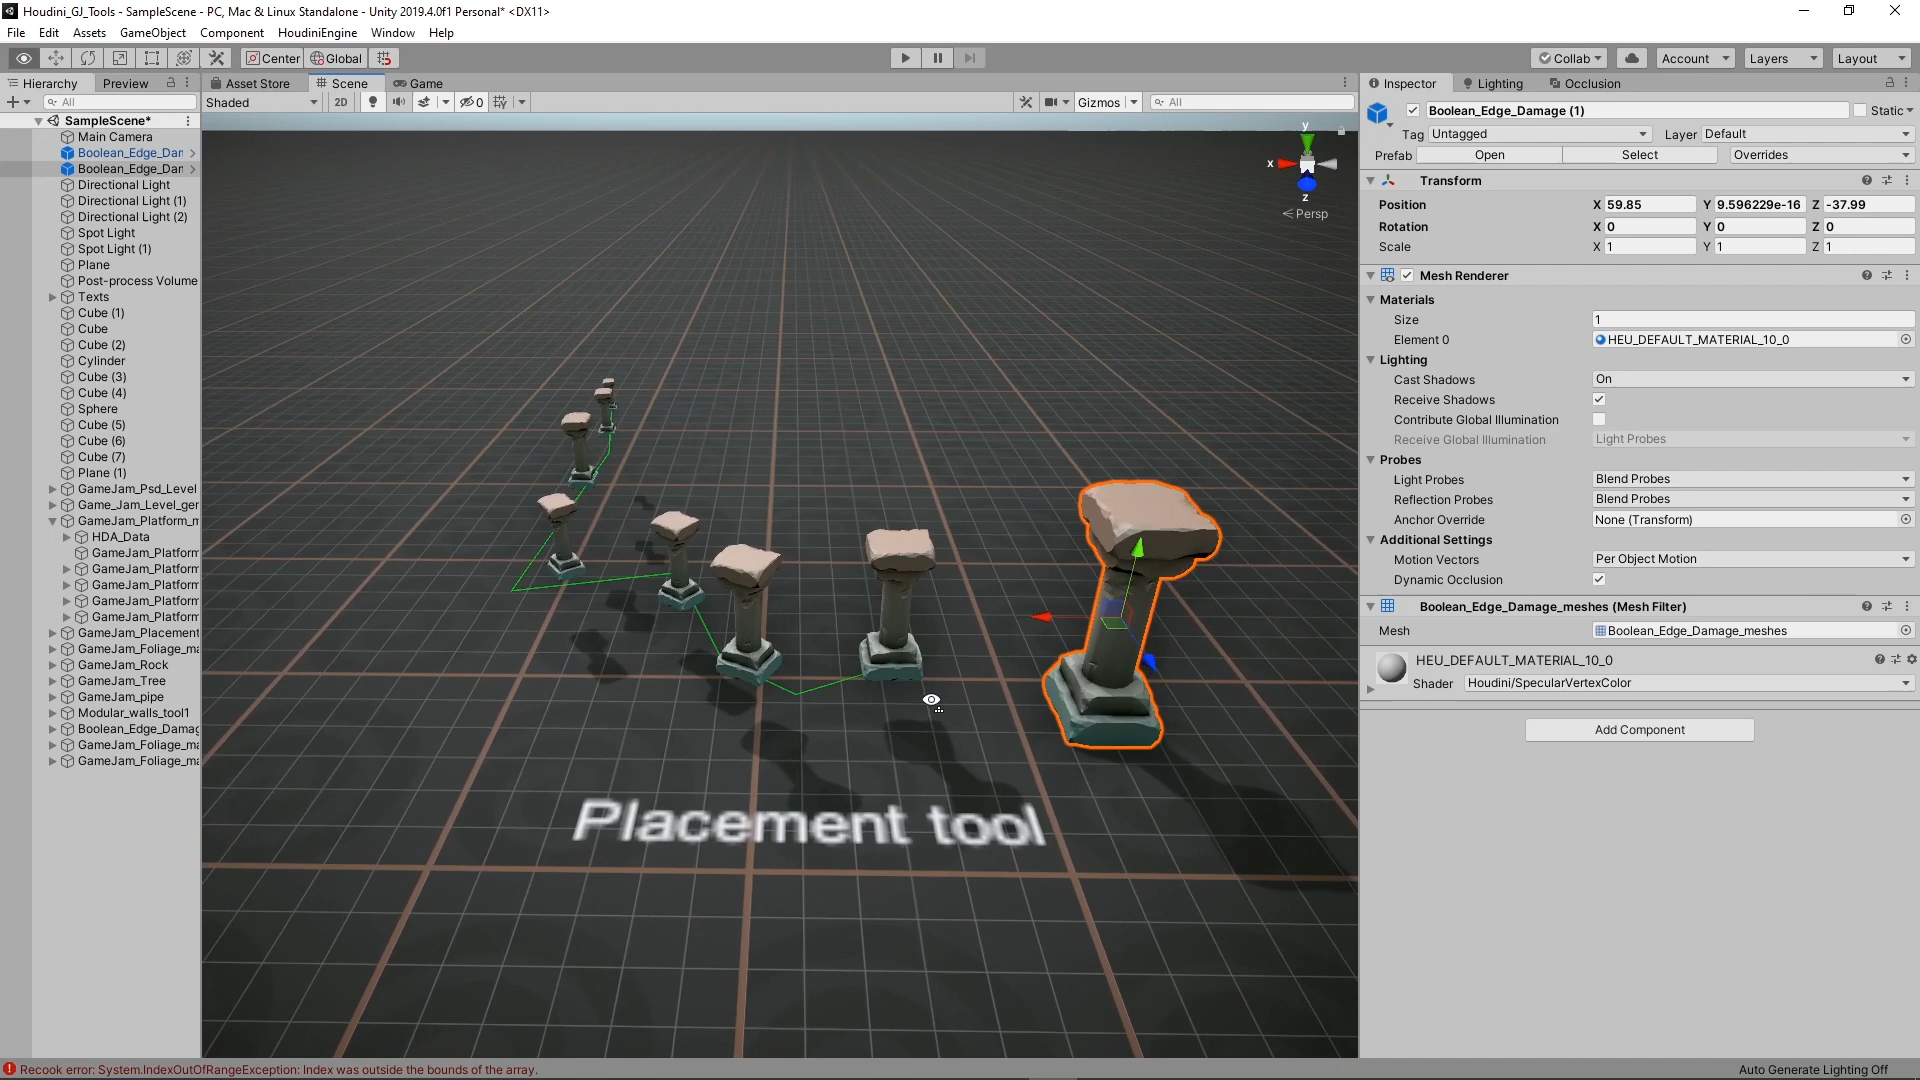 Houdini_GJ_Tools - SampleScene - PC, Mac & Linux Standalone - Unity 2019.4.0f1 Personal* <DX11>
File Edit Assets GameObject Component HoudiniEngine Window Help
Center Global Collab Account Layers Layout
Hierarchy Preview
All
SampleScene*
Main Camera
Boolean_Edge_Dar
Boolean_Edge_Dar
Directional Light
Directional Light (1)
Directional Light (2)
Spot Light
Spot Light (1)
Plane
Post-process Volume
Texts
Cube (1)
Cube
Cube (2)
Cylinder
Cube (3)
Cube (4)
Sphere
Cube (5)
Cube (6)
Cube (7)
Plane (1)
GameJam_Psd_Level
Game_Jam_Level_ger
GameJam_Platform_m
HDA_Data
GameJam_Platform
GameJam_Platform
GameJam_Platform
GameJam_Platform
GameJam_Platform
GameJam_Placement
GameJam_Foliage_ma
GameJam_Rock
GameJam_Tree
GameJam_pipe
Modular_walls_tool1
Boolean_Edge_Damag
GameJam_Foliage_ma
GameJam_Foliage_ma
Asset Store Scene Game
Shaded 2D 0 Gizmos All
y
x
z
Persp
Placement tool
Inspector Lighting Occlusion
Boolean_Edge_Damage (1) Static
Tag Untagged Layer Default
Prefab Open Select Overrides
Transform
Position X 59.85 Y 9.596229e-16 Z -37.99
Rotation X 0 Y 0 Z 0
Scale X 1 Y 1 Z 1
Mesh Renderer
Materials
Size 1
Element 0 HEU_DEFAULT_MATERIAL_10_0
Lighting
Cast Shadows On
Receive Shadows
Contribute Global Illumination
Receive Global Illumination Light Probes
Probes
Light Probes Blend Probes
Reflection Probes Blend Probes
Anchor Override None (Transform)
Additional Settings
Motion Vectors Per Object Motion
Dynamic Occlusion
Boolean_Edge_Damage_meshes (Mesh Filter)
Mesh Boolean_Edge_Damage_meshes
HEU_DEFAULT_MATERIAL_10_0
Shader Houdini/SpecularVertexColor
Add Component
Recook error: System.IndexOutOfRangeException: Index was outside the bounds of the array.
Auto Generate Lighting Off